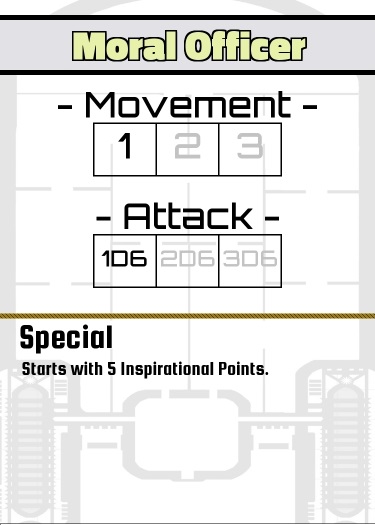 Moral Officer
- Movement -
1 2 3
- Attack -
1D6 2D6 3D6
Special
Starts with 5 Inspirational Points.